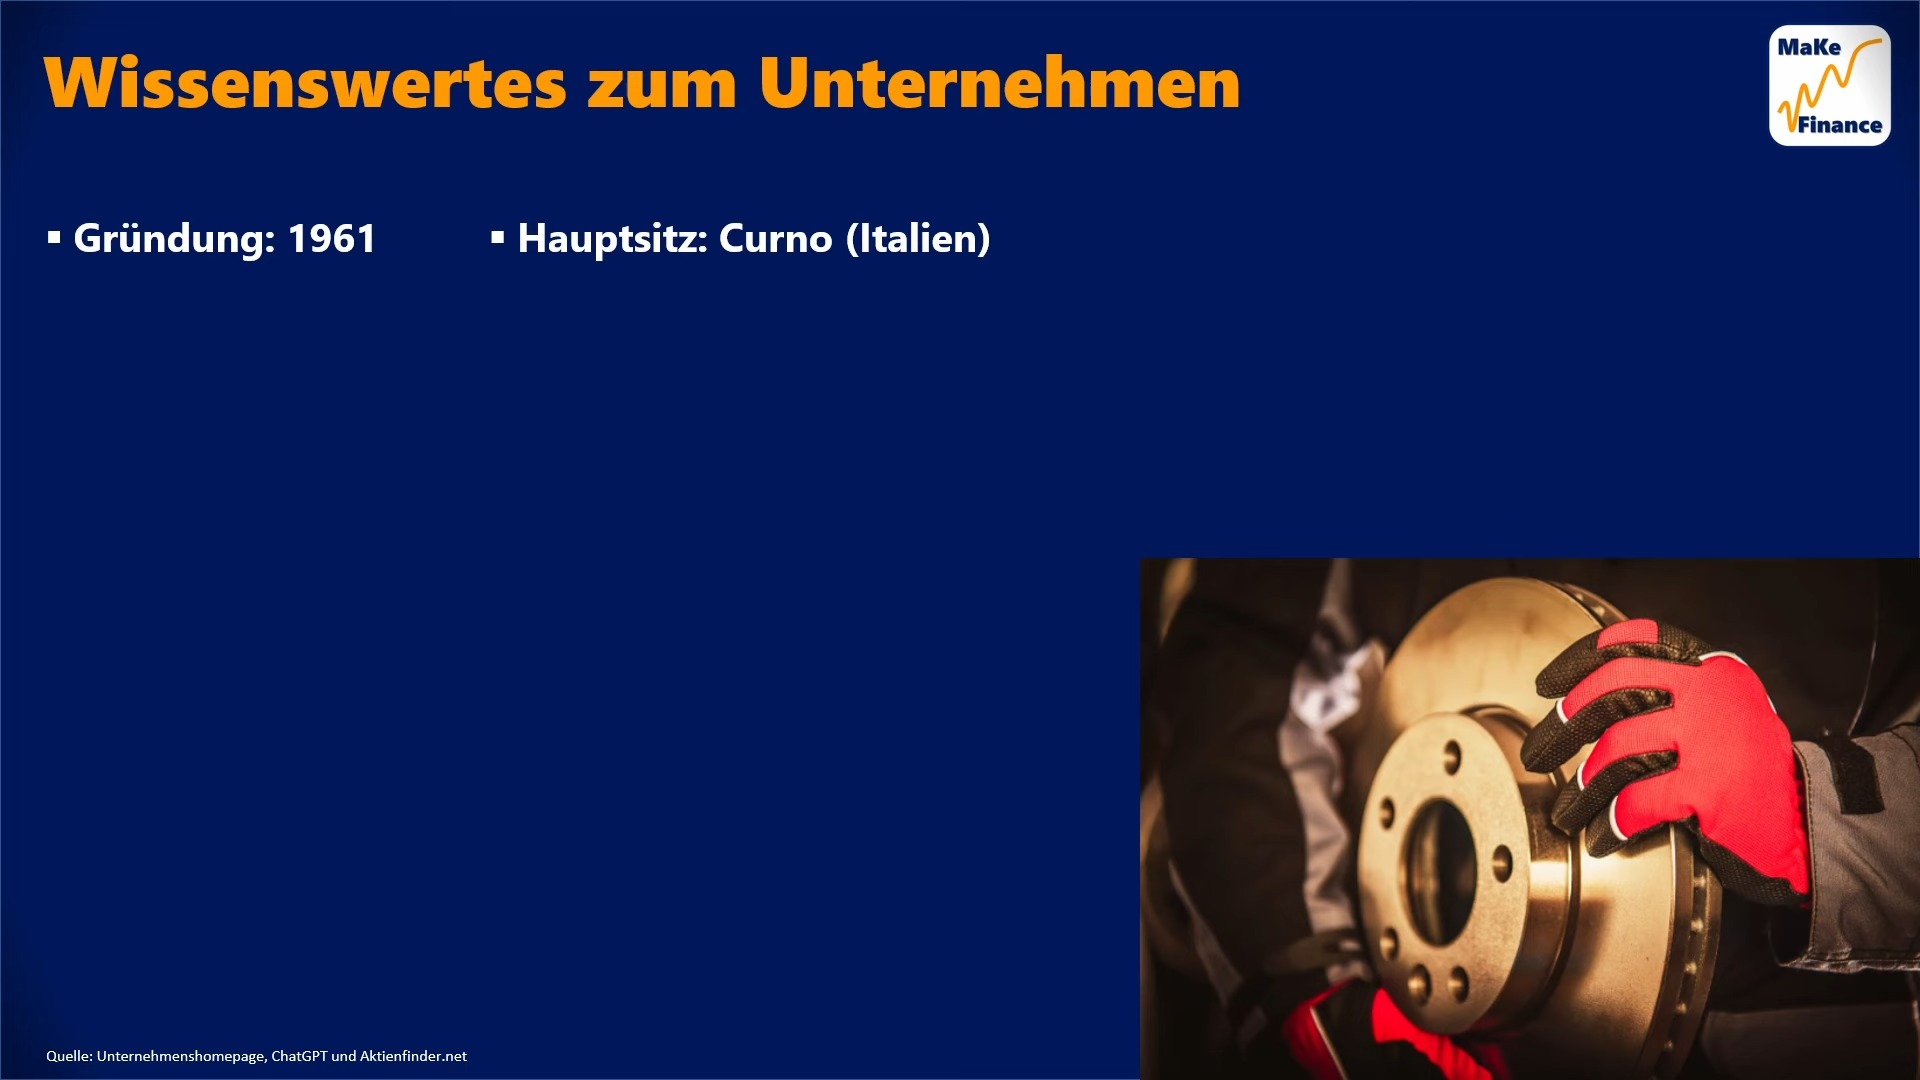 Wissenswertes zum Unternehmen
MaKe
Finance
▪ Gründung: 1961
▪ Hauptsitz: Curno (Italien)
Quelle: Unternehmenshomepage, ChatGPT und Aktienfinder.net